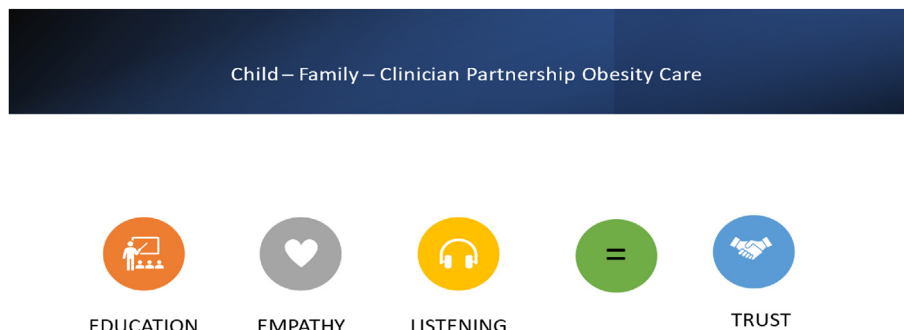 Child – Family – Clinician Partnership Obesity Care
=
EDUCATION EMPATHY LISTENING TRUST